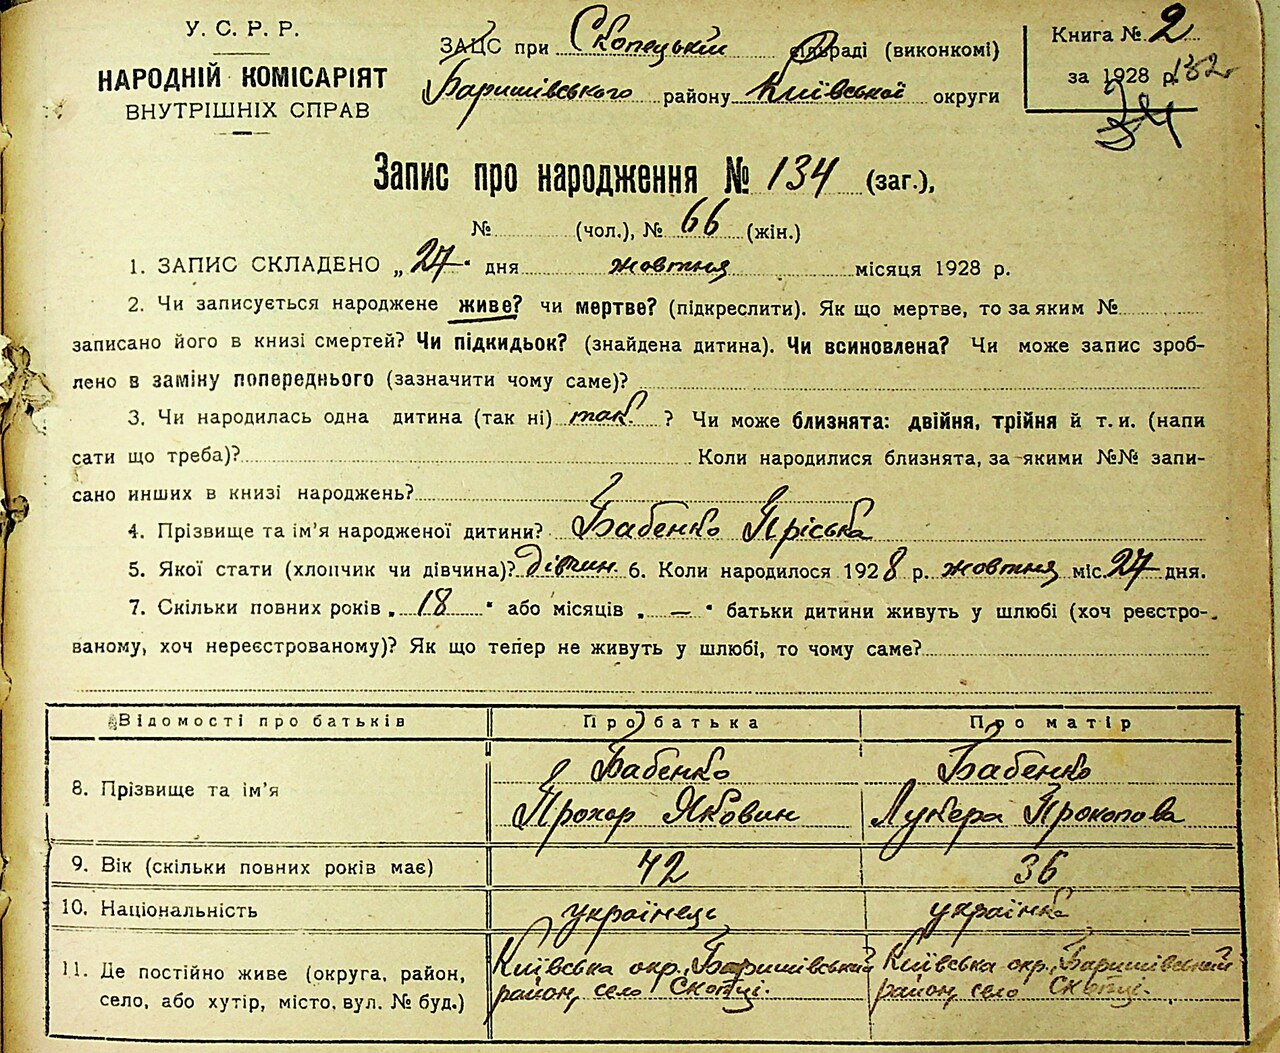 У. С. Р. Р.
НАРОДНІЙ КОМІСАРІЯТ
ВНУТРІШНІХ СПРАВ
ЗАЦС при Скопецькій сільраді (виконкомі)
Баришівського району Київської округи
Книга № 2
за 1928 р. 132
34
Запис про народження № 134 (заг.),
№ (чол.), № 66 (жін.)
1. ЗАПИС СКЛАДЕНО „27" дня жовтня місяця 1928 р.
2. Чи записується народжене живе? чи мертве? (підкреслити). Як що мертве, то за яким №
записано його в книзі смертей? Чи підкидьок? (знайдена дитина). Чи всиновлена? Чи може запис зроб-
лено в заміну попереднього (зазначити чому саме)?
3. Чи народилась одна дитина (так ні) так. ? Чи може близнята: двійня, трійня й т. и. (напи
сати що треба)? Коли народилися близнята, за якими №№ запи-
сано инших в книзі народжень?
4. Прізвище та ім'я народженої дитини? Бабенко Пріська
5. Якої стати (хлопчик чи дівчина)? дівчин. 6. Коли народилося 1928 р. жовтня міс. 27 дня.
7. Скільки повних років „ 18 " або місяців „ — " батьки дитини живуть у шлюбі (хоч реєстро-
ваному, хоч нереєстрованому)? Як що тепер не живуть у шлюбі, то чому саме?
Відомості про батьків Про батька Про матір
8. Прізвище та ім'я Бабенко Бабенко
Прохор Яковин Лукера Прокопова
9. Вік (скільки повних років має) 42 36
10. Національність українець українка
11. Де постійно живе (округа, район, село, або хутір, місто, вул. № буд.)
Київська окр. Баришівський Київська окр. Баришівський
район, село Скопці. район, село Скопці.